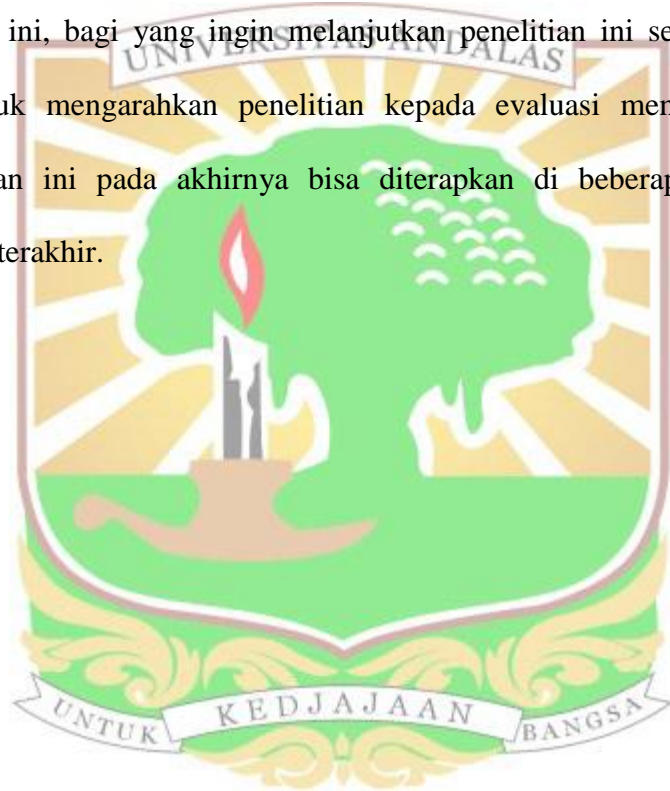 ini, bagi yang ingin melanjutkan penelitian ini se
UNIVERSITAS ANDALAS
uk mengarahkan penelitian kepada evaluasi men
an ini pada akhirnya bisa diterapkan di beberap
terakhir.
UNTUK KEDJAJAAN BANGSA